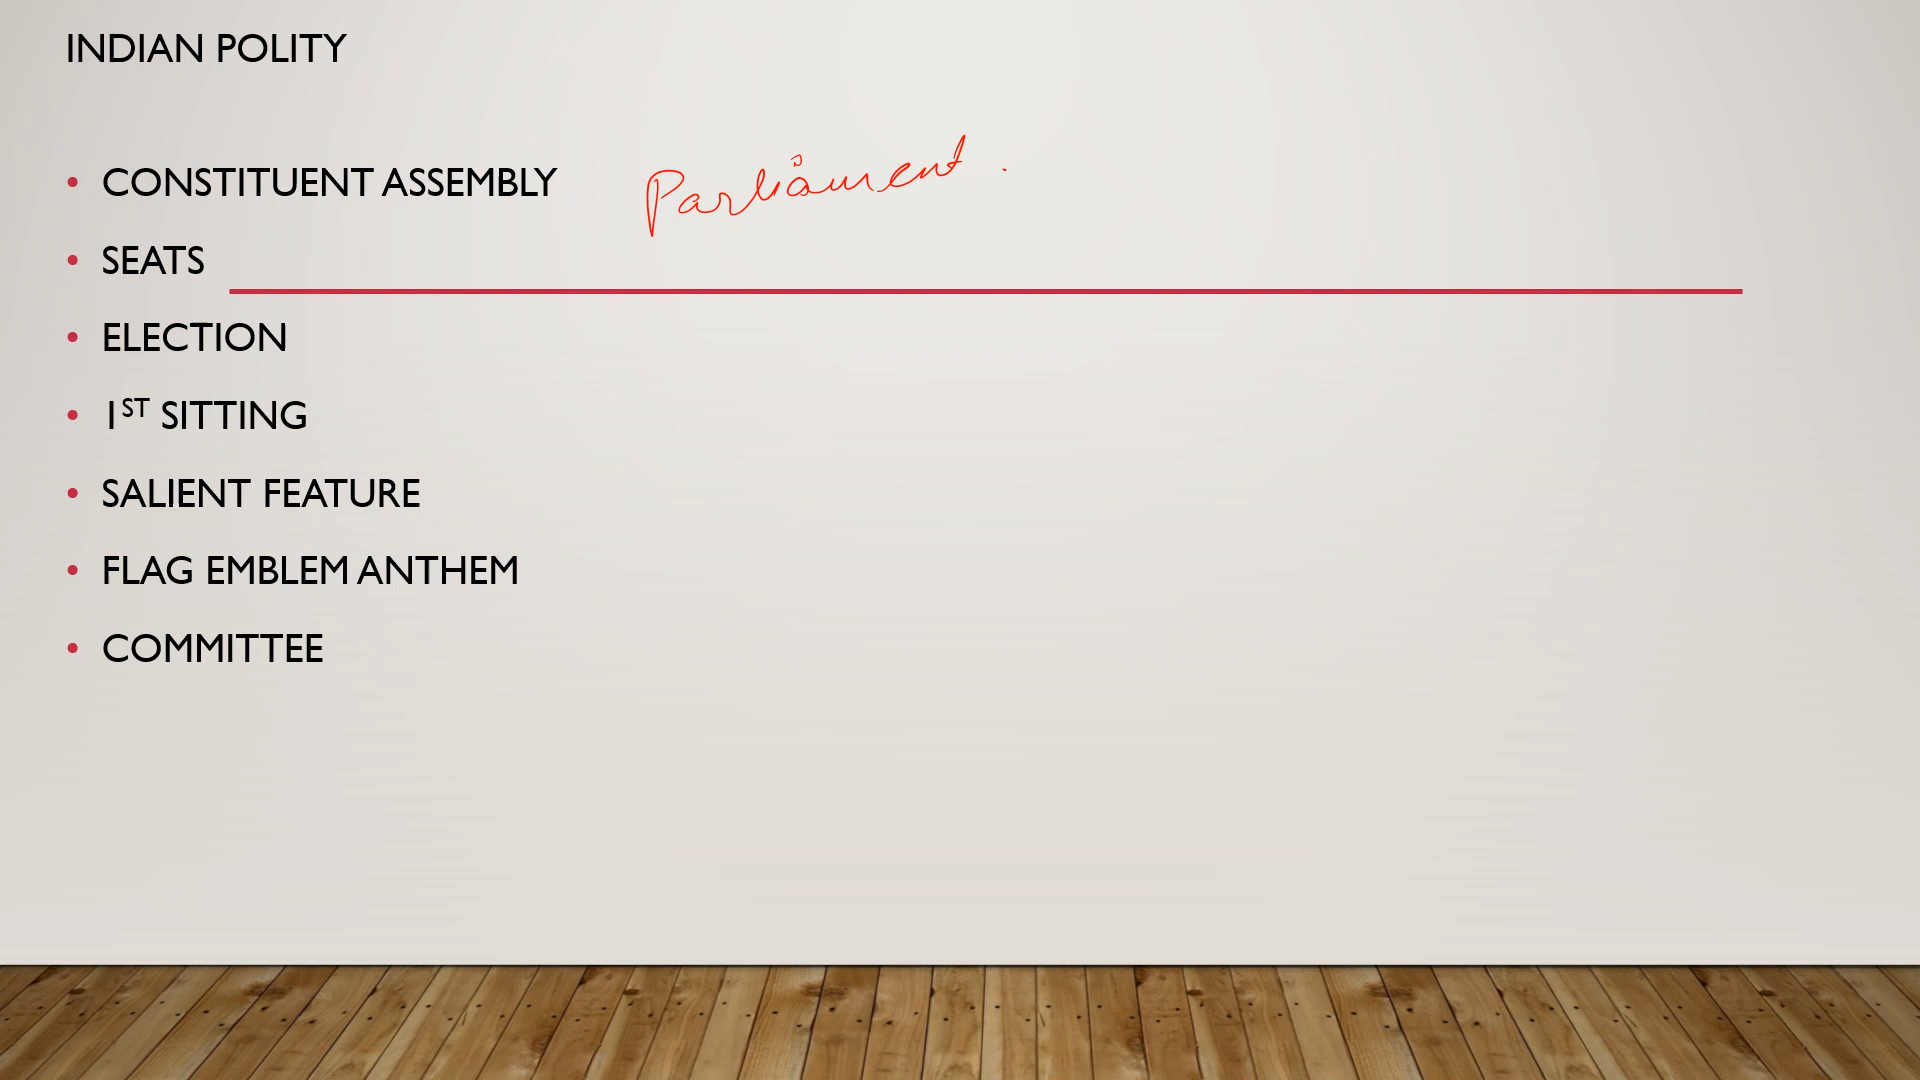 INDIAN POLITY
• CONSTITUENT ASSEMBLY Parliament.
• SEATS
• ELECTION
• 1ST SITTING
• SALIENT FEATURE
• FLAG EMBLEM ANTHEM
• COMMITTEE